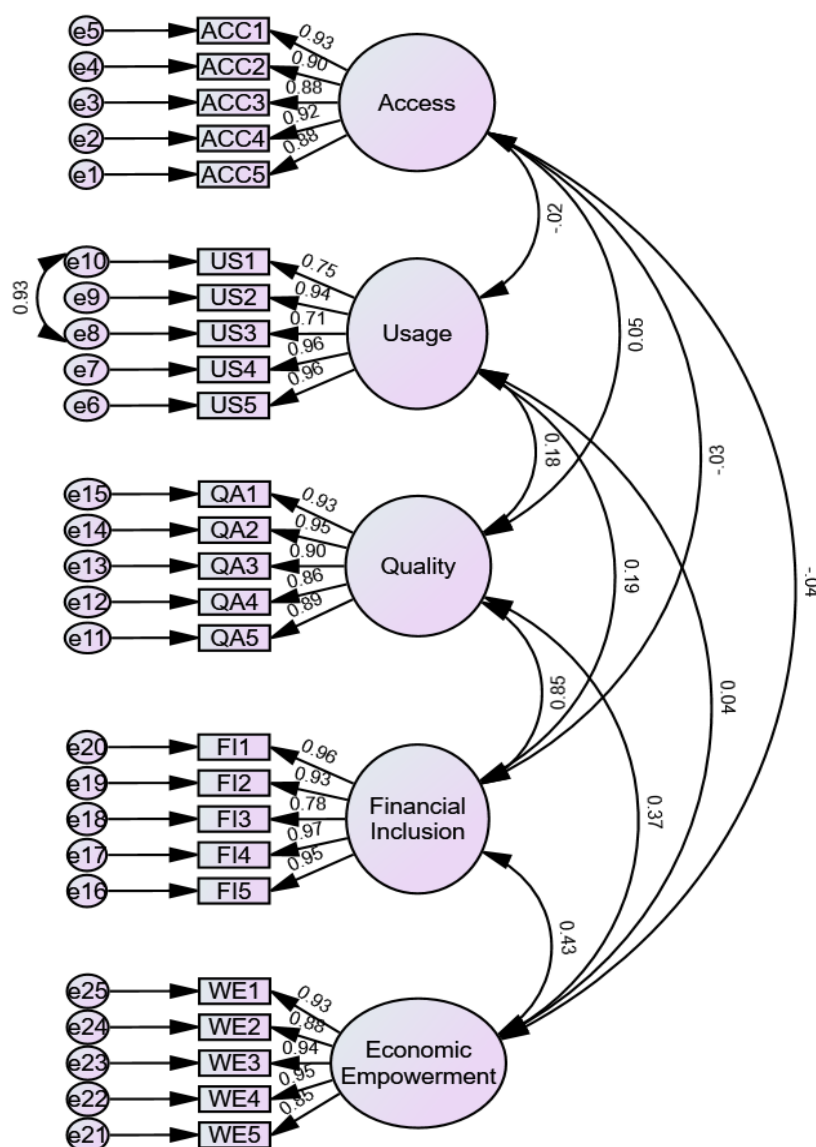 e5 ACC1 0.93
e4 ACC2 0.90
e3 ACC3 0.88
e2 ACC4 0.92
e1 ACC5 0.88
Access
-.02
e10 US1 0.75
e9 US2 0.94
e8 US3 0.71
e7 US4 0.96
e6 US5 0.96
0.93
Usage
0.05
0.18
-.03
e15 QA1 0.93
e14 QA2 0.95
e13 QA3 0.90
e12 QA4 0.86
e11 QA5 0.89
Quality
0.19
-.04
0.85
0.04
e20 FI1 0.96
e19 FI2 0.93
e18 FI3 0.78
e17 FI4 0.97
e16 FI5 0.95
Financial
Inclusion
0.37
0.43
e25 WE1 0.93
e24 WE2 0.88
e23 WE3 0.94
e22 WE4 0.95
e21 WE5 0.85
Economic
Empowerment